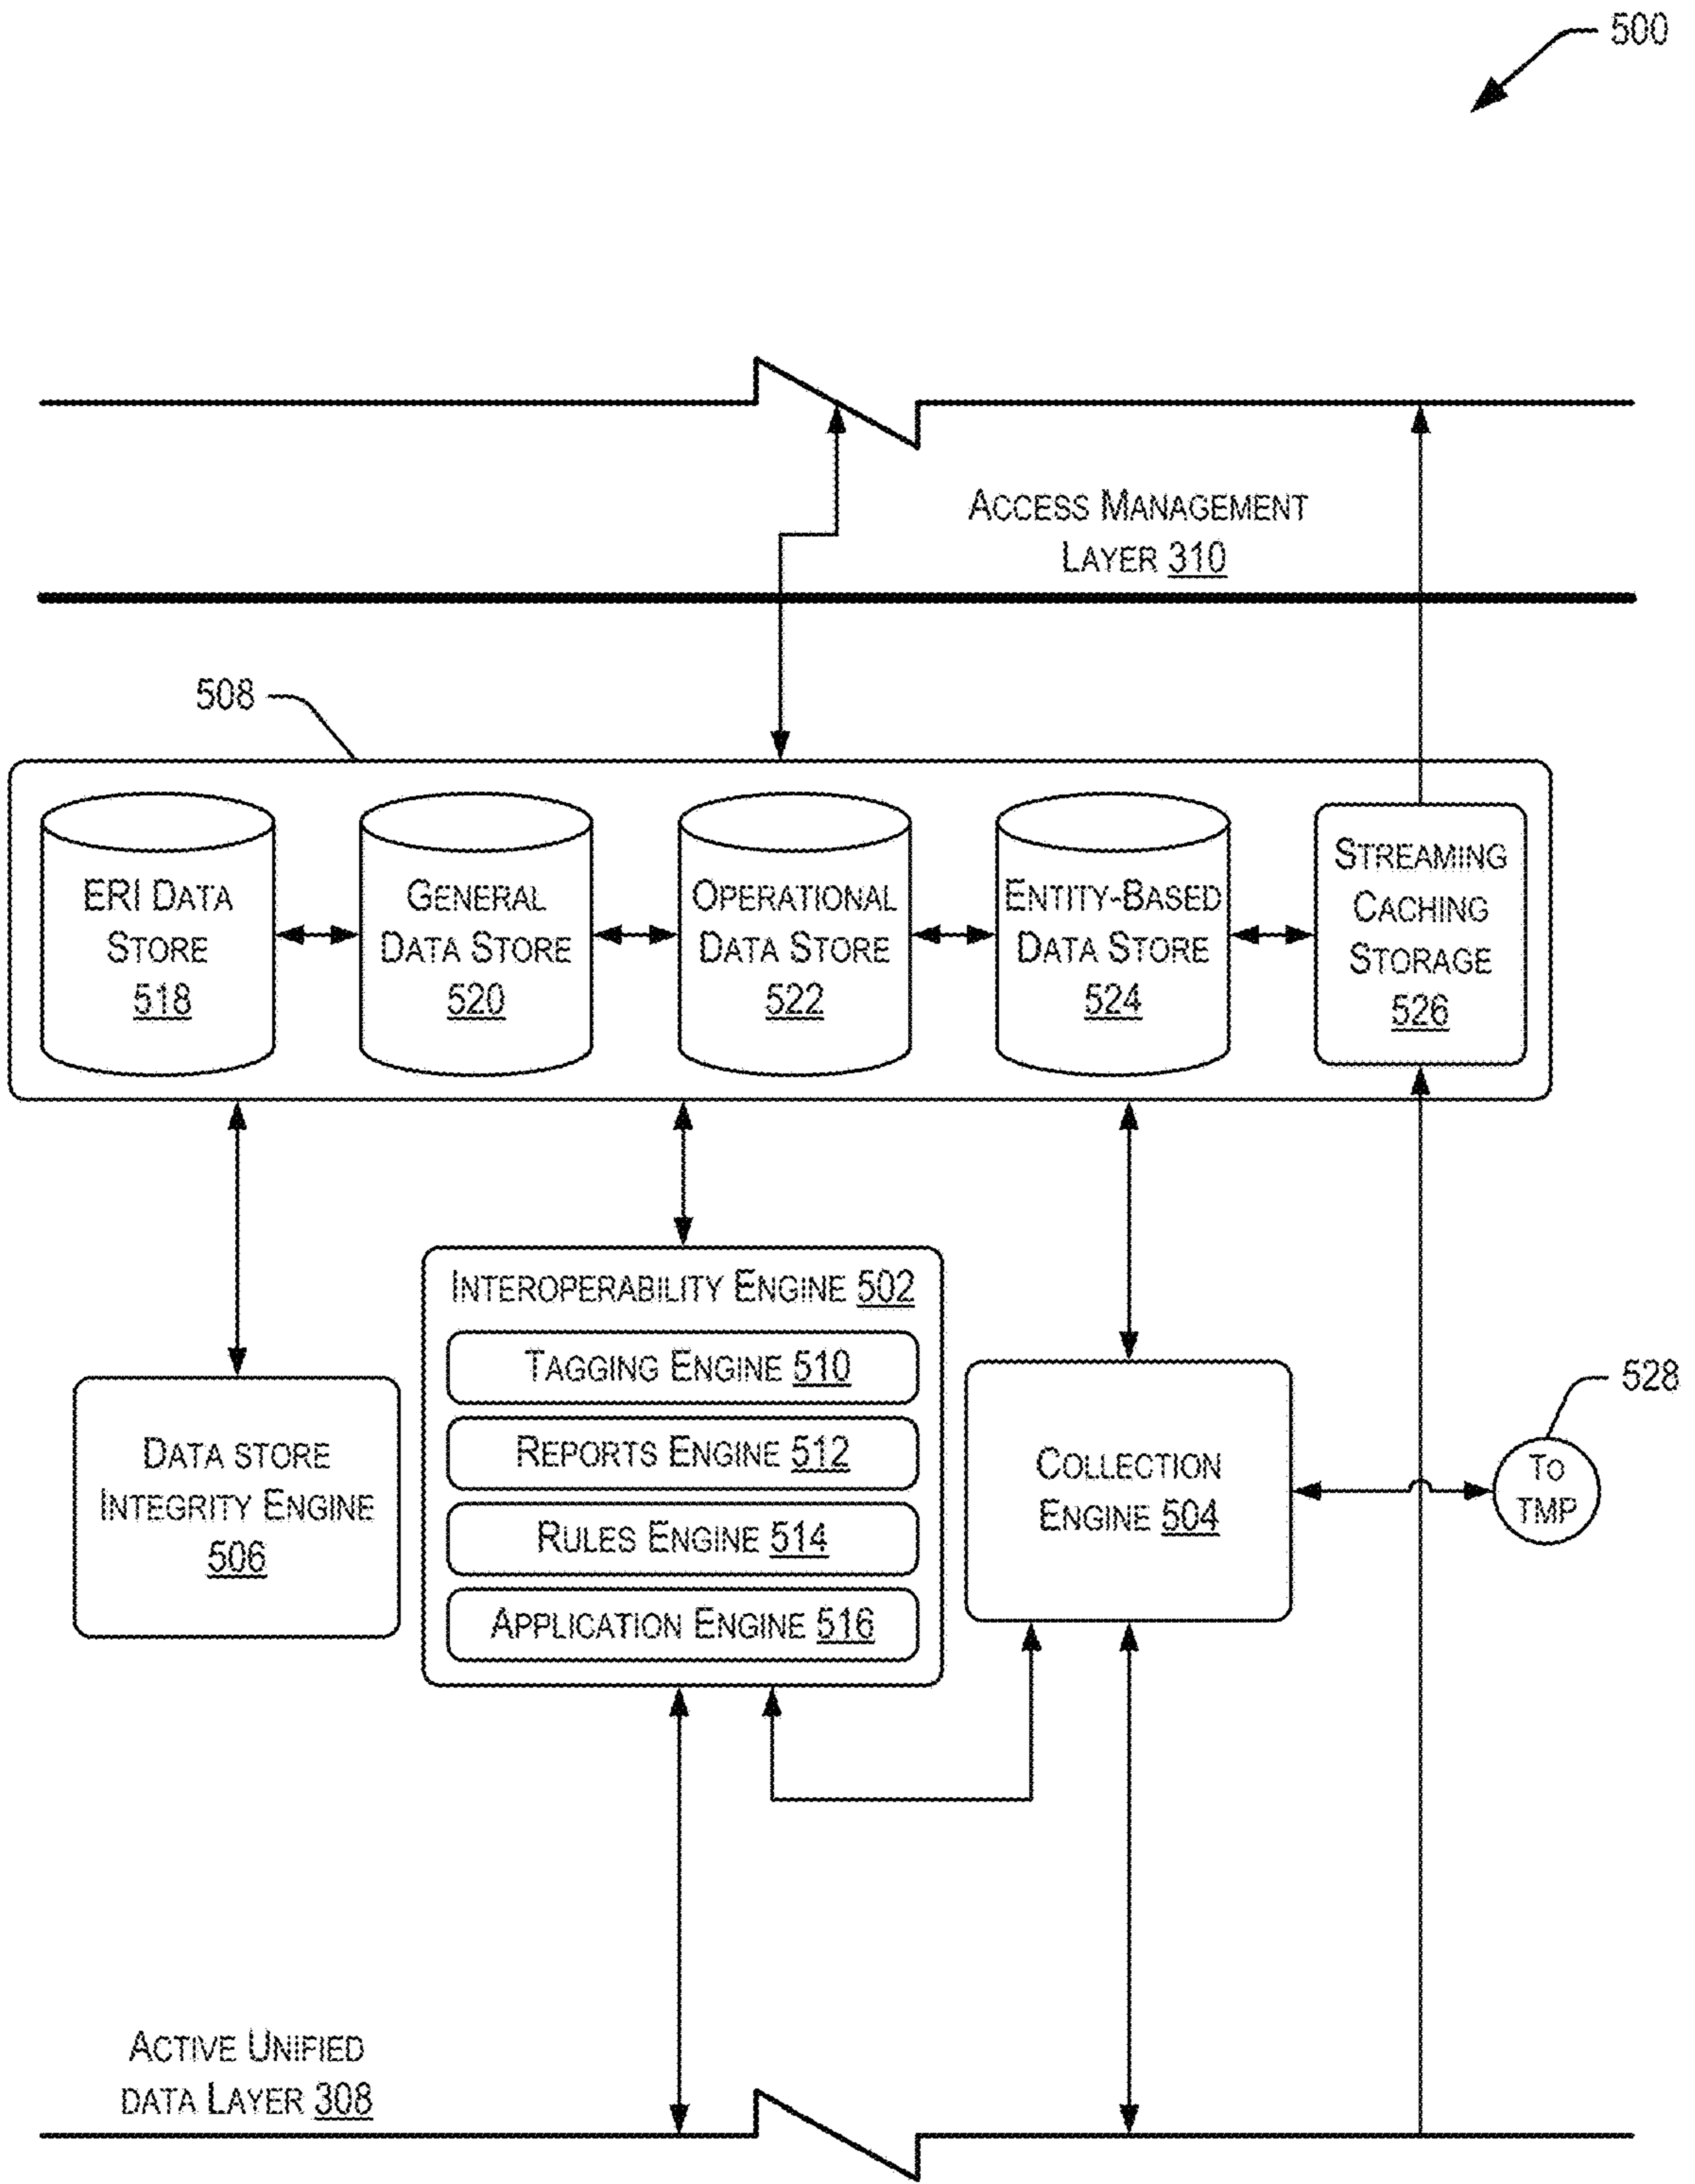 500
ACCESS MANAGEMENT
LAYER 310
508
ERI DATA
STORE
518
GENERAL
DATA STORE
520
OPERATIONAL
DATA STORE
522
ENTITY-BASED
DATA STORE
524
STREAMING
CACHING
STORAGE
526
INTEROPERABILITY ENGINE 502
TAGGING ENGINE 510
REPORTS ENGINE 512
RULES ENGINE 514
APPLICATION ENGINE 516
DATA STORE
INTEGRITY ENGINE
506
COLLECTION
ENGINE 504
528
TO
TMP
ACTIVE UNIFIED
DATA LAYER 308